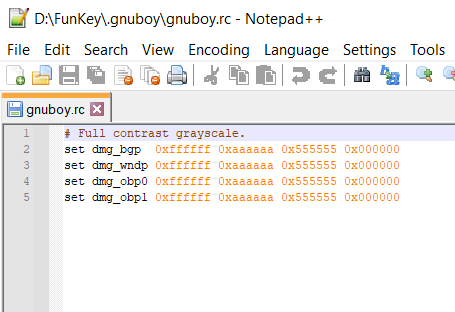 D:\FunKey\.gnuboy\gnuboy.rc - Notepad++
File Edit Search View Encoding Language Settings Tools
gnuboy.rc
1 # Full contrast grayscale.
2 set dmg_bgp 0xffffff 0xaaaaaa 0x555555 0x000000
3 set dmg_wndp 0xffffff 0xaaaaaa 0x555555 0x000000
4 set dmg_obp0 0xffffff 0xaaaaaa 0x555555 0x000000
5 set dmg_obp1 0xffffff 0xaaaaaa 0x555555 0x000000